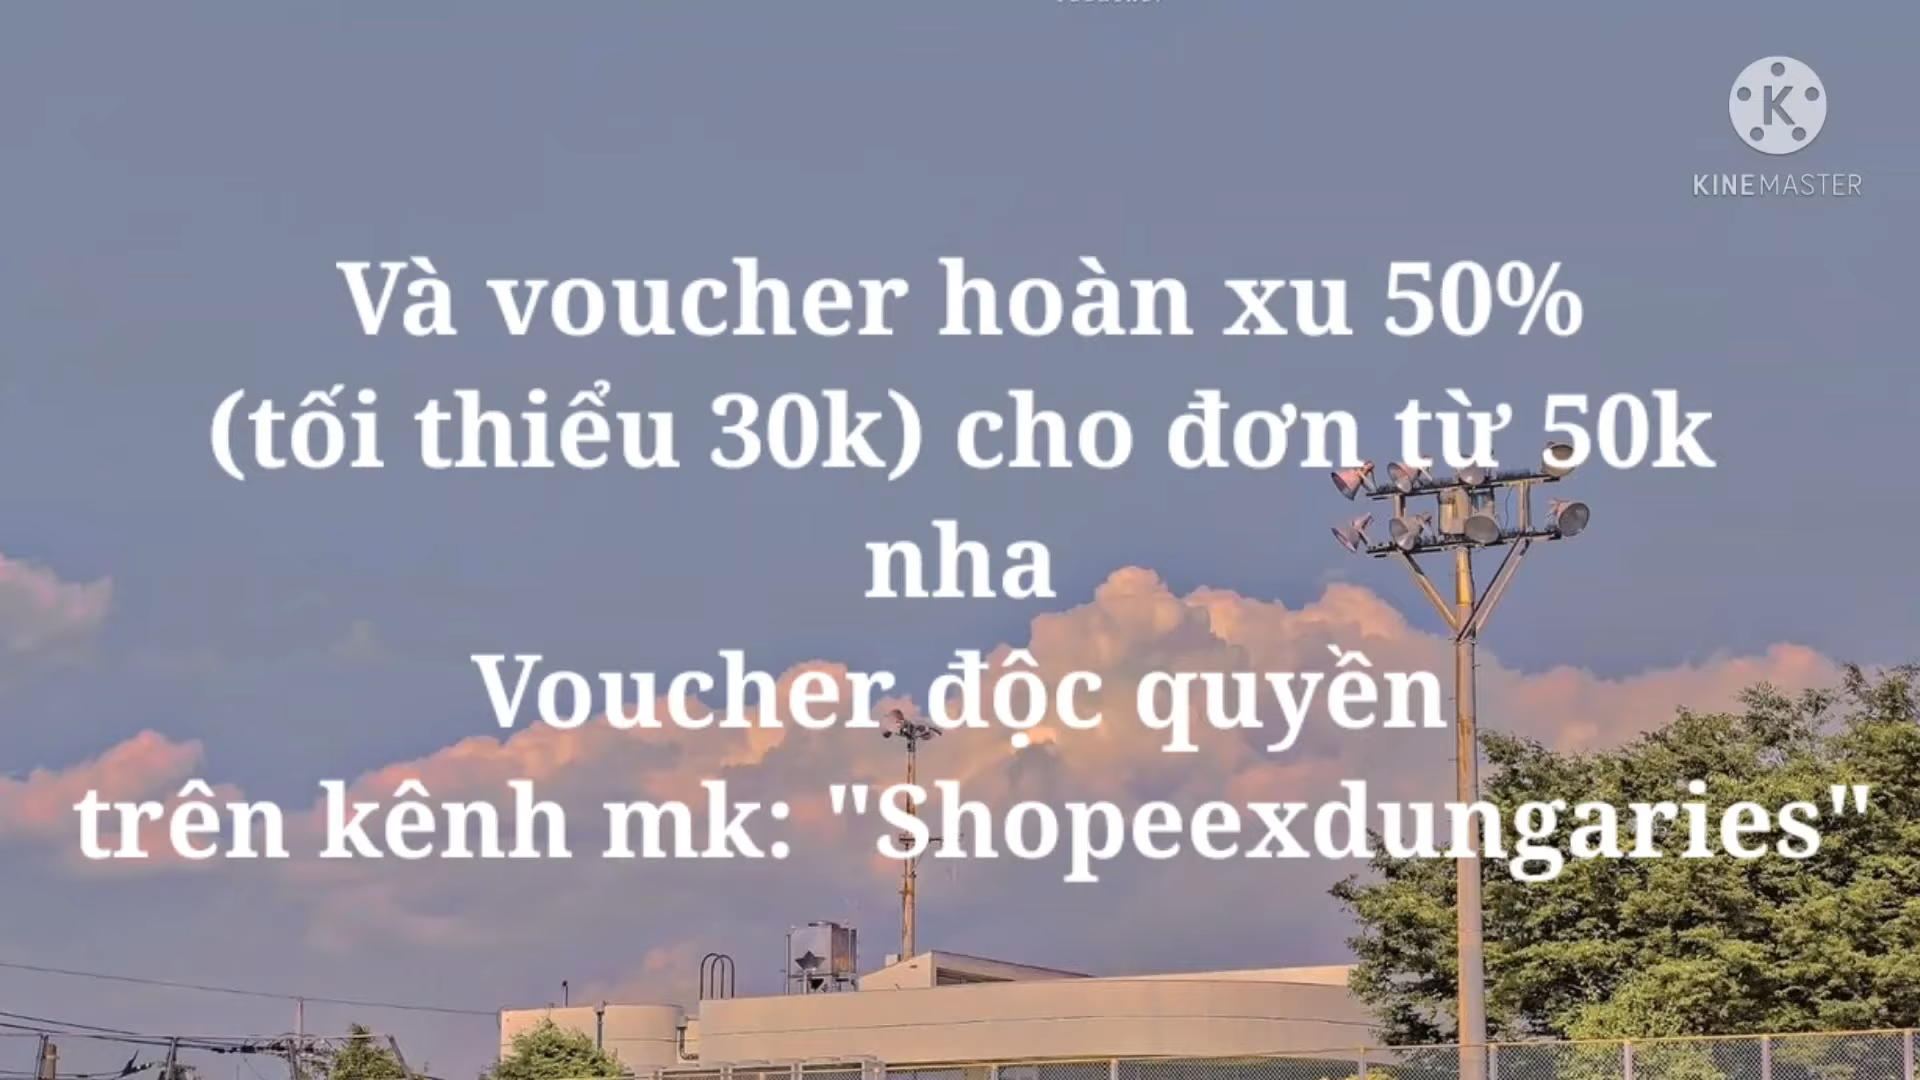 KINEMASTER
Và voucher hoàn xu 50%
(tối thiểu 30k) cho đơn từ 50k
nha
Voucher độc quyền
trên kênh mk: "Shopeexdungaries"